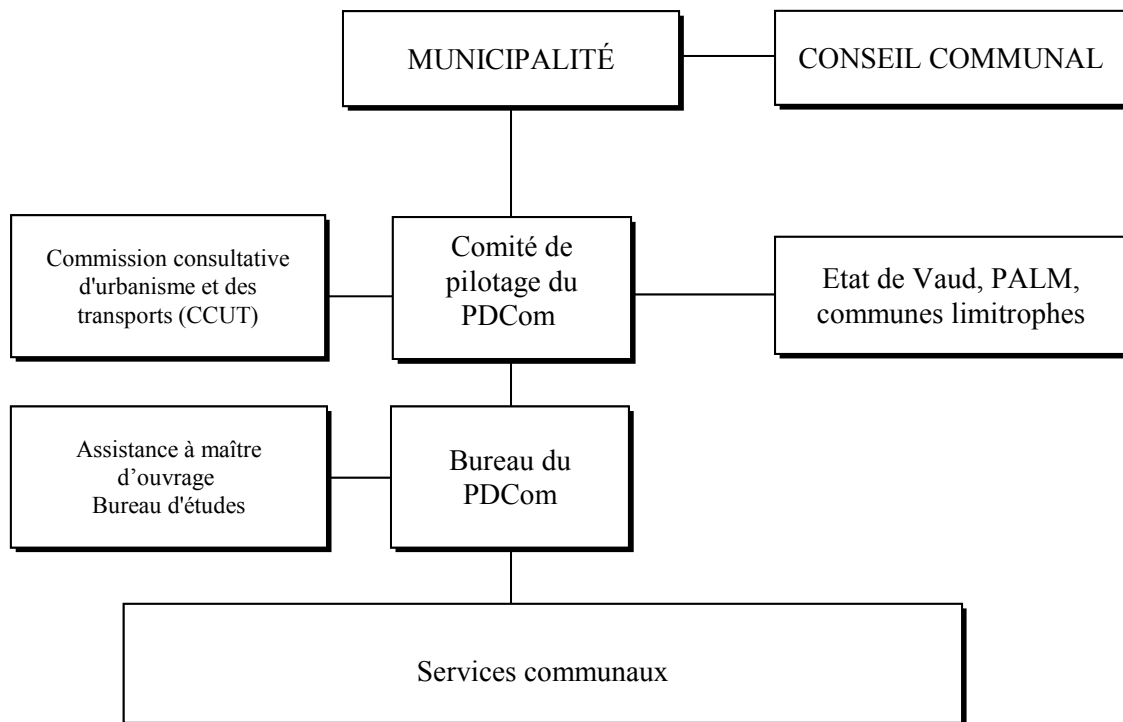 MUNICIPALITÉ
CONSEIL COMMUNAL
Commission consultative
d'urbanisme et des
transports (CCUT)
Comité de
pilotage du
PDCom
Etat de Vaud, PALM,
communes limitrophes
Assistance à maître
d’ouvrage
Bureau d'études
Bureau du
PDCom
Services communaux